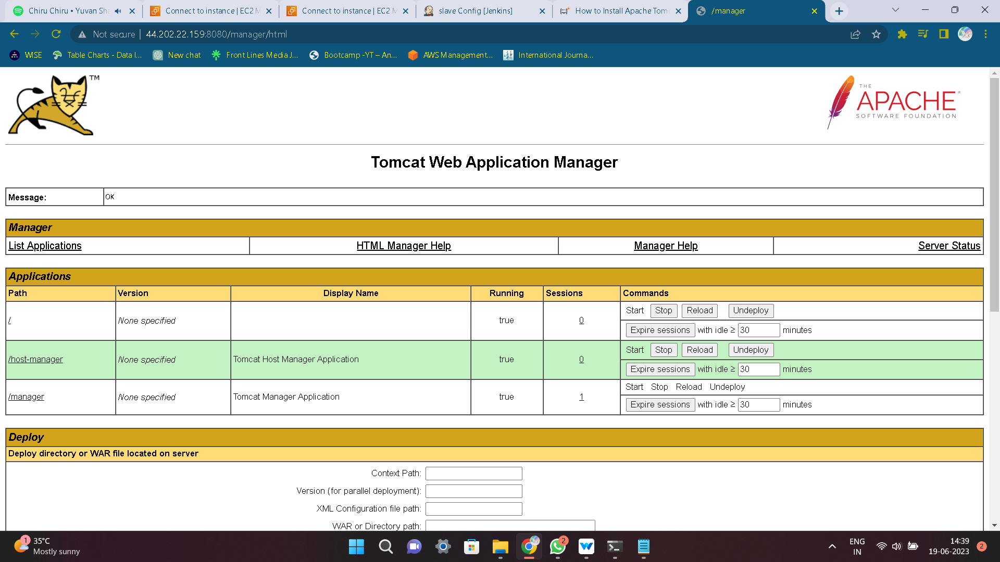 Chiru Chiru • Yuvan Sha
Connect to instance | EC2 M
Connect to instance | EC2 M
slave Config [Jenkins]
How to Install Apache Tom
/manager
Not secure
44.202.22.159:8080/manager/html
WISE
Table Charts - Data I...
New chat
Front Lines Media J...
Bootcamp -YT – An...
AWS Management...
International Journa...
TM
THE
APACHE®
SOFTWARE FOUNDATION
Tomcat Web Application Manager
Message: OK
Manager
List Applications HTML Manager Help Manager Help Server Status
Applications
Path Version Display Name Running Sessions Commands
/ None specified true 0 Start Stop Reload Undeploy
Expire sessions with idle ≥ 30 minutes
/host-manager None specified Tomcat Host Manager Application true 0 Start Stop Reload Undeploy
Expire sessions with idle ≥ 30 minutes
/manager None specified Tomcat Manager Application true 1 Start Stop Reload Undeploy
Expire sessions with idle ≥ 30 minutes
Deploy
Deploy directory or WAR file located on server
Context Path:
Version (for parallel deployment):
XML Configuration file path:
WAR or Directory path:
1
35°C
Mostly sunny
2
ENG
IN
14:39
19-06-2023
2